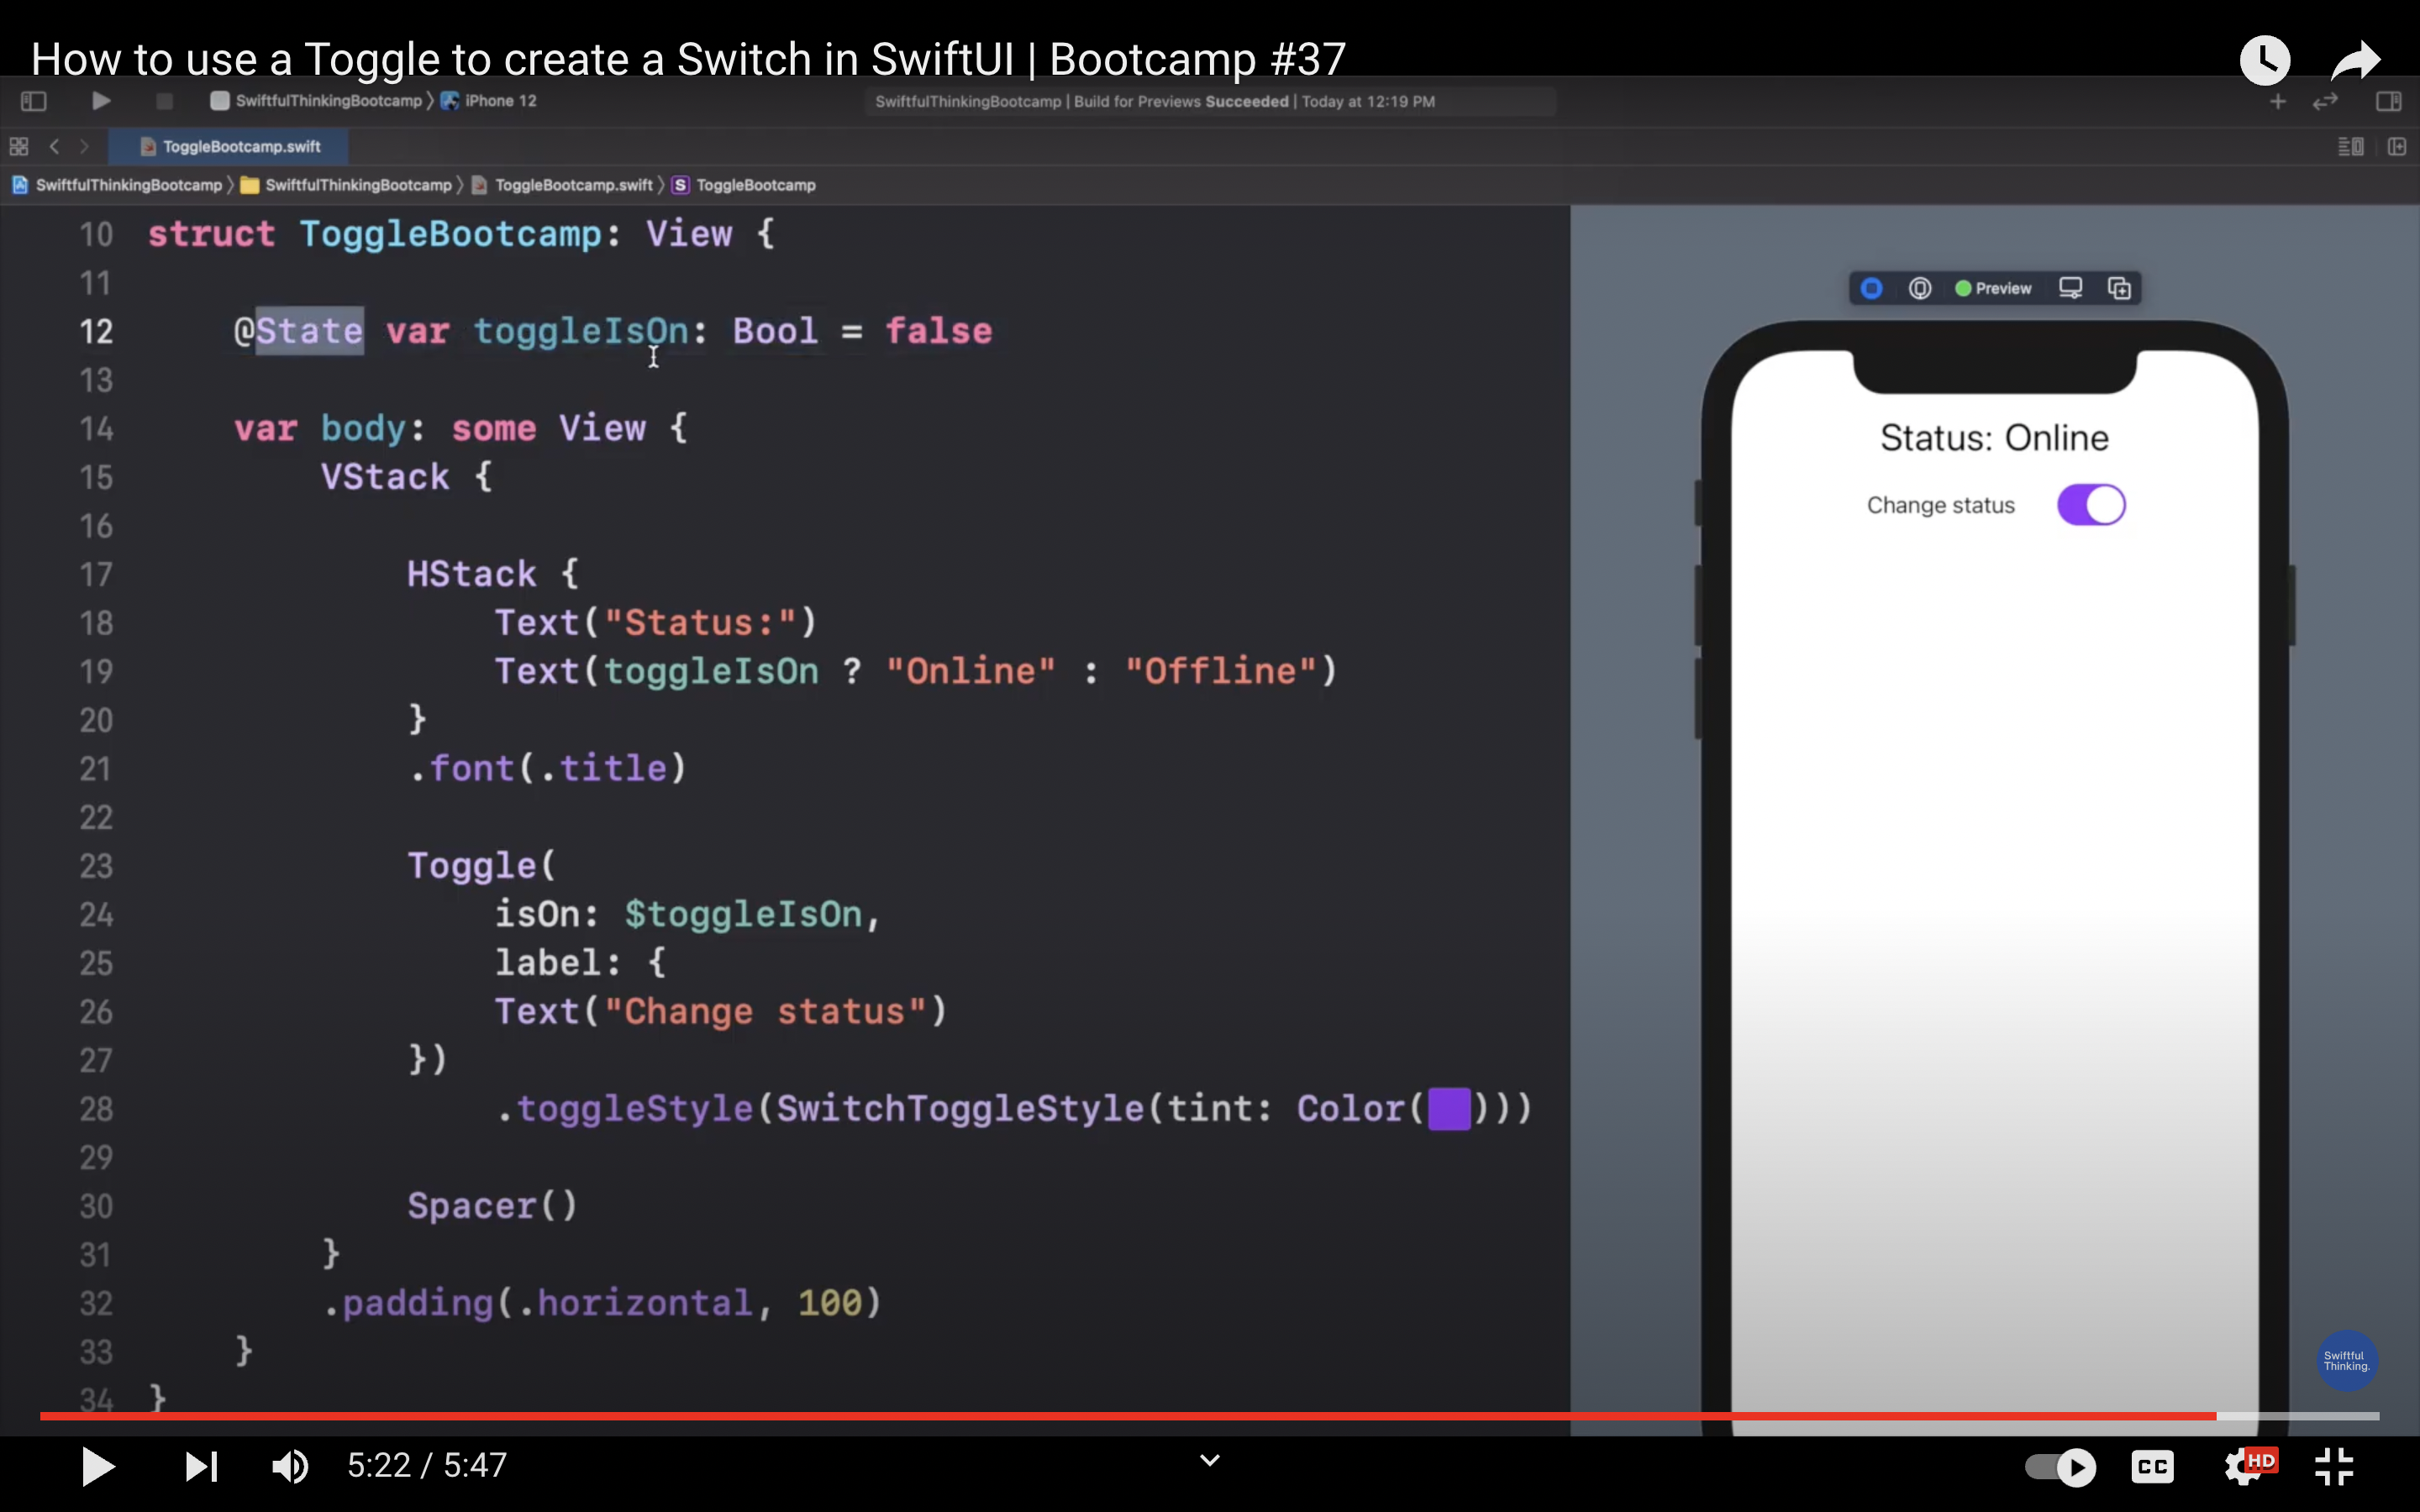 How to use a Toggle to create a Switch in SwiftUI | Bootcamp #37
SwiftfulThinkingBootcamp 〉 iPhone 12
SwiftfulThinkingBootcamp | Build for Previews Succeeded | Today at 12:19 PM
ToggleBootcamp.swift
SwiftfulThinkingBootcamp 〉 SwiftfulThinkingBootcamp 〉 ToggleBootcamp.swift 〉 S ToggleBootcamp
10 struct ToggleBootcamp: View {
11
12     @State var toggleIsOn: Bool = false
13
14     var body: some View {
15         VStack {
16
17             HStack {
18                 Text("Status:")
19                 Text(toggleIsOn ? "Online" : "Offline")
20             }
21             .font(.title)
22
23             Toggle(
24                 isOn: $toggleIsOn,
25                 label: {
26                 Text("Change status")
27             })
28                 .toggleStyle(SwitchToggleStyle(tint: Color()))
29
30             Spacer()
31         }
32         .padding(.horizontal, 100)
33     }
34 }
Preview
Status: Online
Change status
Swiftful
Thinking.
5:22 / 5:47
CC
HD